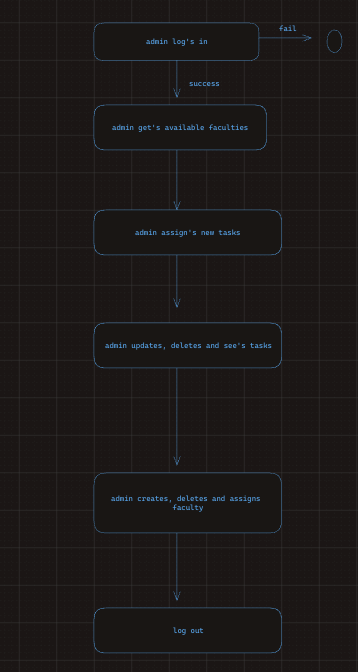 admin log's in
fail
success
admin get's available faculties
admin assign's new tasks
admin updates, deletes and see's tasks
admin creates, deletes and assigns
faculty
log out